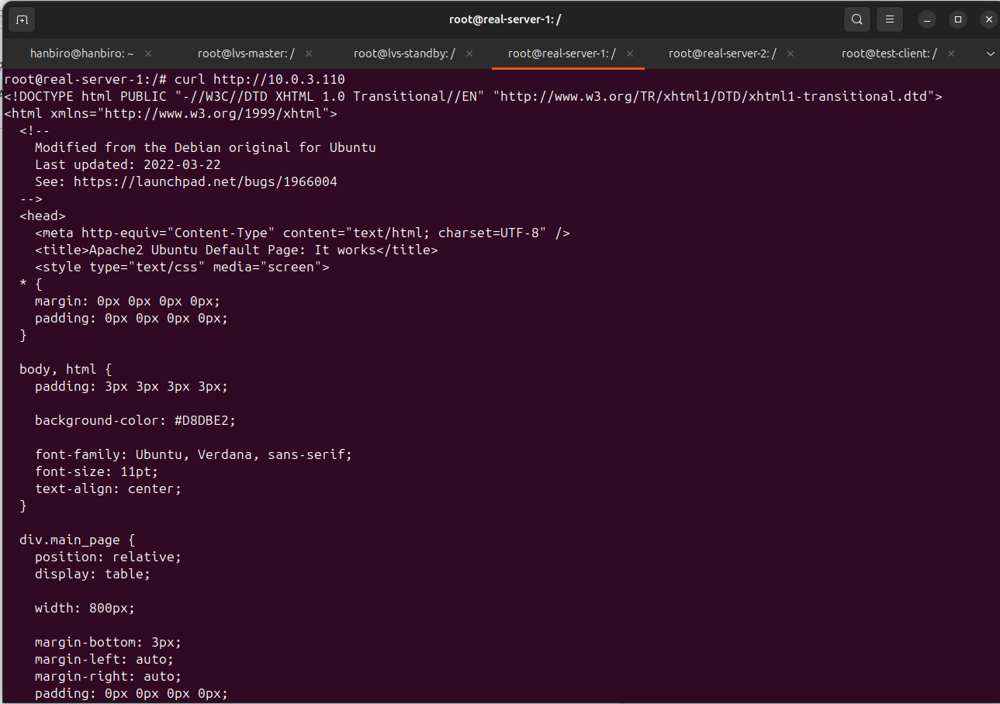 root@real-server-1: /
hanbiro@hanbiro: ~
root@lvs-master: /
root@lvs-standby: /
root@real-server-1: /
root@real-server-2: /
root@test-client: /
root@real-server-1:/# curl http://10.0.3.110
<!DOCTYPE html PUBLIC "-//W3C//DTD XHTML 1.0 Transitional//EN" "http://www.w3.org/TR/xhtml1/DTD/xhtml1-transitional.dtd">
<html xmlns="http://www.w3.org/1999/xhtml">
  <!--
    Modified from the Debian original for Ubuntu
    Last updated: 2022-03-22
    See: https://launchpad.net/bugs/1966004
  -->
  <head>
    <meta http-equiv="Content-Type" content="text/html; charset=UTF-8" />
    <title>Apache2 Ubuntu Default Page: It works</title>
    <style type="text/css" media="screen">
  * {
    margin: 0px 0px 0px 0px;
    padding: 0px 0px 0px 0px;
  }

  body, html {
    padding: 3px 3px 3px 3px;

    background-color: #D8DBE2;

    font-family: Ubuntu, Verdana, sans-serif;
    font-size: 11pt;
    text-align: center;
  }

  div.main_page {
    position: relative;
    display: table;

    width: 800px;

    margin-bottom: 3px;
    margin-left: auto;
    margin-right: auto;
    padding: 0px 0px 0px 0px;